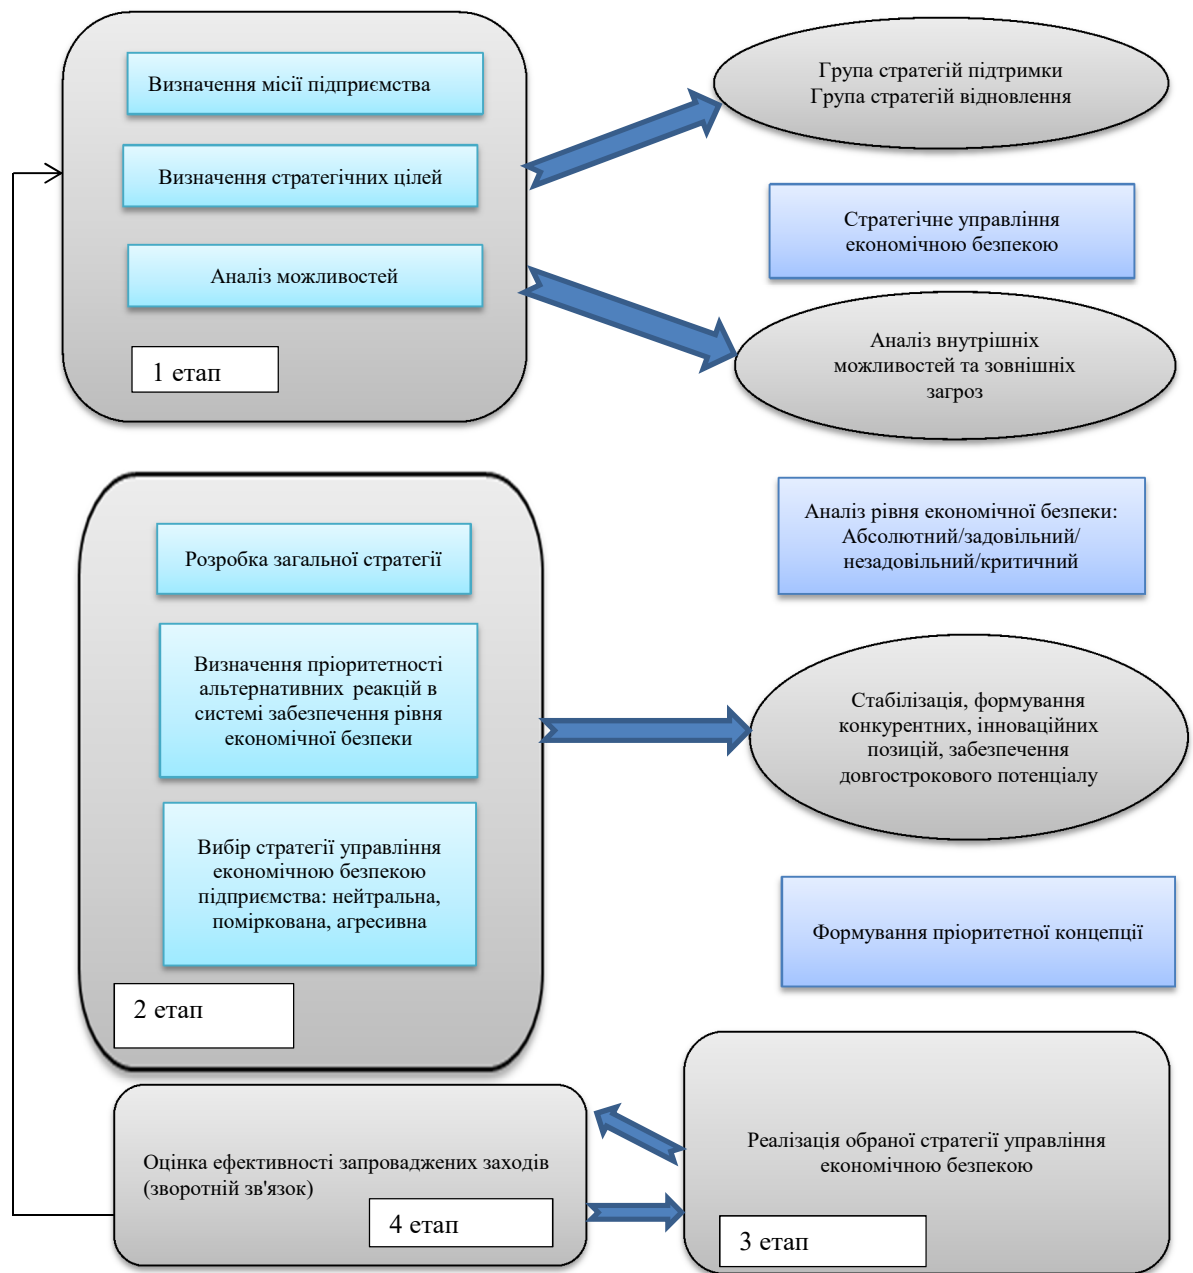 Визначення місії підприємства
Визначення стратегічних цілей
Аналіз можливостей
1 етап
Група стратегій підтримки
Група стратегій відновлення
Стратегічне управління
економічною безпекою
Аналіз внутрішніх
можливостей та зовнішніх
загроз
Розробка загальної стратегії
Визначення пріоритетності
альтернативних реакцій в
системі забезпечення рівня
економічної безпеки
Вибір стратегії управління
економічною безпекою
підприємства: нейтральна,
поміркована, агресивна
2 етап
Аналіз рівня економічної безпеки:
Абсолютний/задовільний/
незадовільний/критичний
Стабілізація, формування
конкурентних, інноваційних
позицій, забезпечення
довгострокового потенціалу
Формування пріоритетної концепції
Реалізація обраної стратегії управління
економічною безпекою
3 етап
Оцінка ефективності запроваджених заходів
(зворотній зв'язок)
4 етап